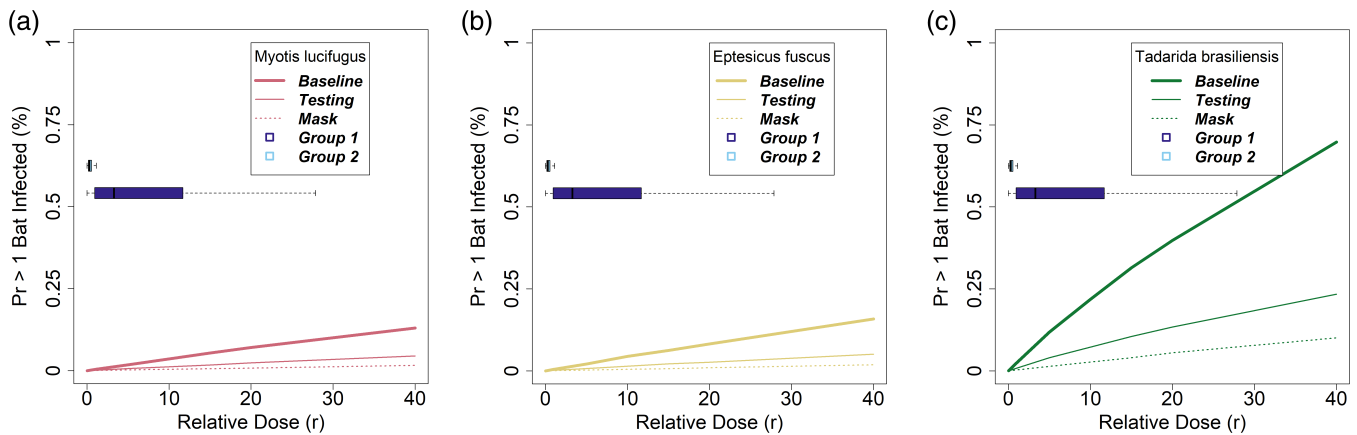 (a)
Pr > 1 Bat Infected (%)
1
0.75
0.5
0.25
0
Myotis lucifugus
Baseline
Testing
Mask
Group 1
Group 2
0 10 20 30 40
Relative Dose (r)
(b)
Pr > 1 Bat Infected (%)
1
0.75
0.5
0.25
0
Eptesicus fuscus
Baseline
Testing
Mask
Group 1
Group 2
0 10 20 30 40
Relative Dose (r)
(c)
Pr > 1 Bat Infected (%)
1
0.75
0.5
0.25
0
Tadarida brasiliensis
Baseline
Testing
Mask
Group 1
Group 2
0 10 20 30 40
Relative Dose (r)